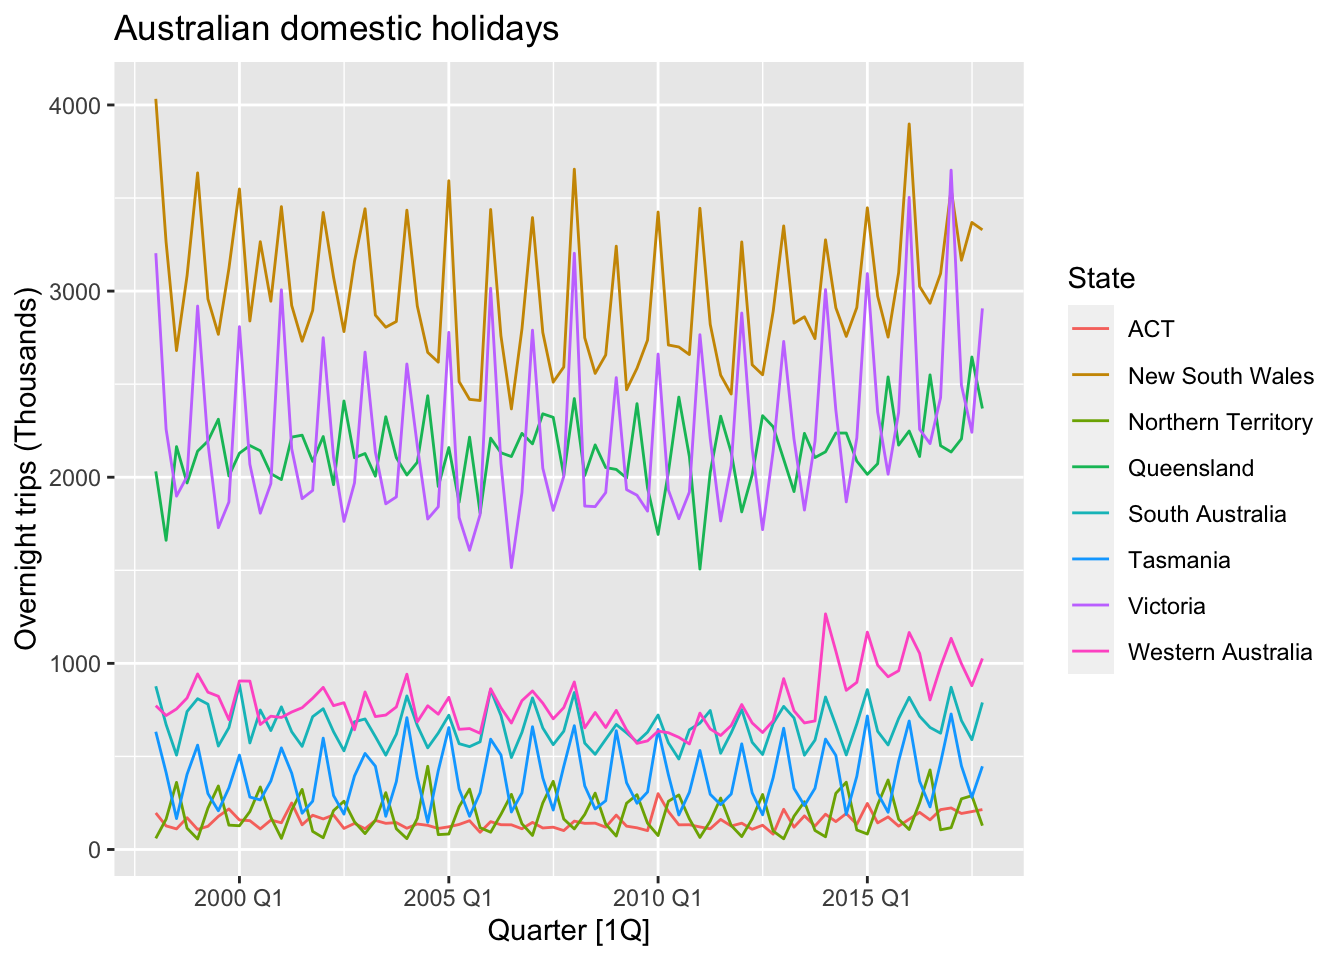 Australian domestic holidays
Overnight trips (Thousands)
4000
3000
2000
1000
0
2000 Q1
2005 Q1
2010 Q1
2015 Q1
Quarter [1Q]
State
ACT
New South Wales
Northern Territory
Queensland
South Australia
Tasmania
Victoria
Western Australia